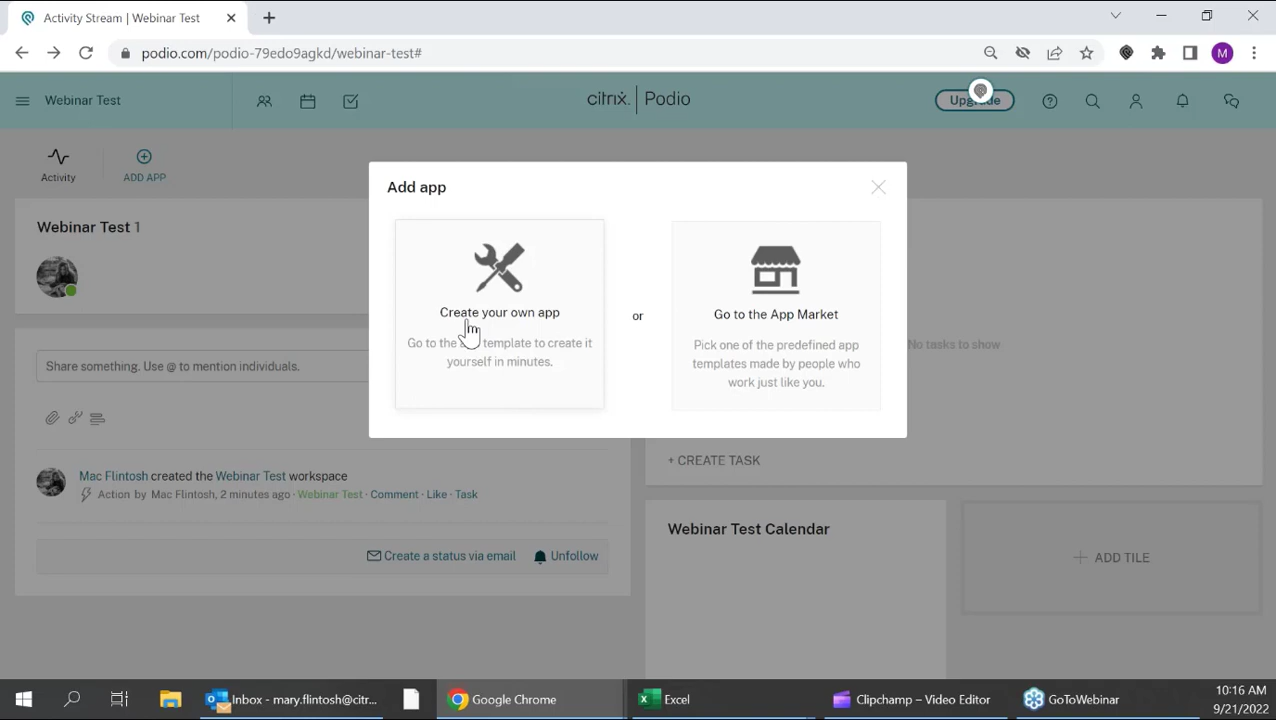 Activity Stream | Webinar Test
podio.com/podio-79edo9agkd/webinar-test#
M
Webinar Test
citrix. | Podio
Upgrade
Activity
ADD APP
Add app
Webinar Test 1
Create your own app
Go to the template to create it
yourself in minutes.
or
Go to the App Market
Pick one of the predefined app
templates made by people who
work just like you.
No tasks to show
Share something. Use @ to mention individuals.
+ CREATE TASK
Mac Flintosh created the Webinar Test workspace
Action by Mac Flintosh, 2 minutes ago · Webinar Test · Comment · Like · Task
Webinar Test Calendar
Create a status via email
Unfollow
ADD TILE
Inbox - mary.flintosh@citr...
Google Chrome
Excel
Clipchamp – Video Editor
GoToWebinar
10:16 AM
9/21/2022